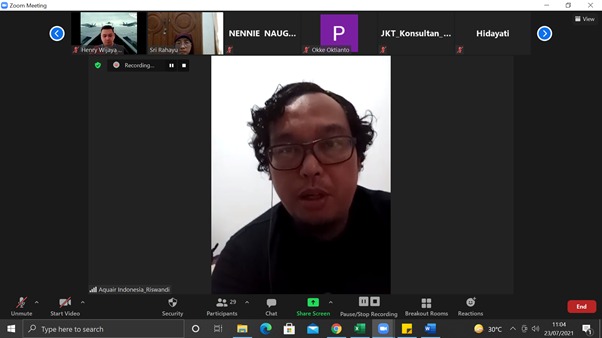 Zoom Meeting
View
Henry Wijaya...
Sri Rahayu
NENNIE NAUG...
P
Okke Oktianto
JKT_Konsultan_...
Hidayati
Recording...
Aquair Indonesia_Riswandi
Unmute
Start Video
Security
Participants
29
Chat
Share Screen
Pause/Stop Recording
Breakout Rooms
Reactions
End
Type here to search
30°C
11:04
23/07/2021
1